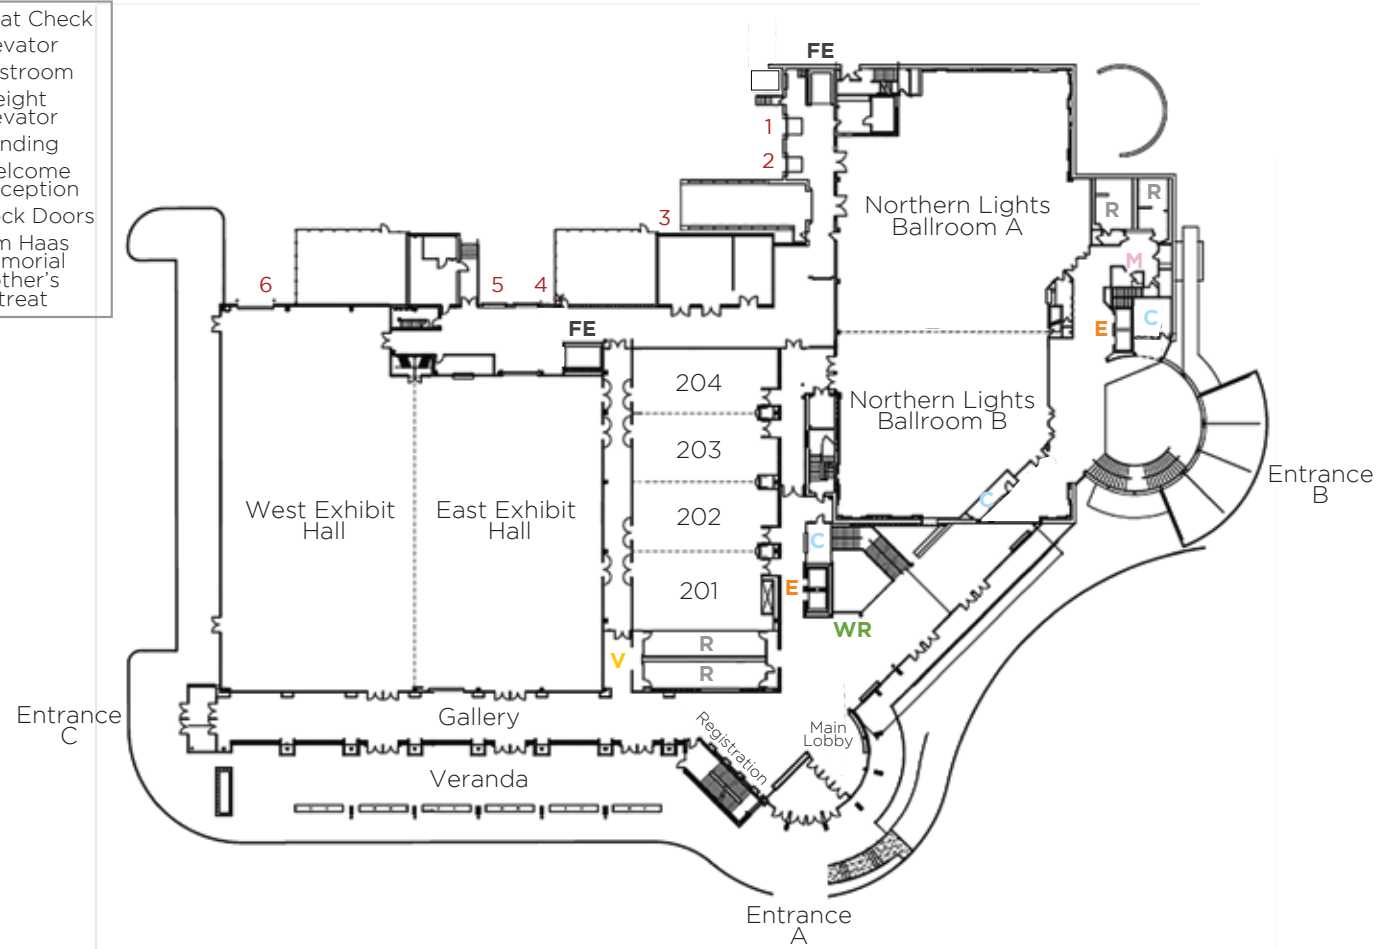 at Check
evator
stroom
eight
evator
nding
elcome
ception
ock Doors
m Haas
morial
other's
treat
FE
1
2
3
Northern Lights
Ballroom A
R
R
M
6
5
4
C
E
FE
204
Northern Lights
Ballroom B
203
Entrance
B
West Exhibit
Hall
East Exhibit
Hall
202
C
C
201
E
WR
R
V
R
Entrance
C
Gallery
Registration
Main
Lobby
Veranda
Entrance
A